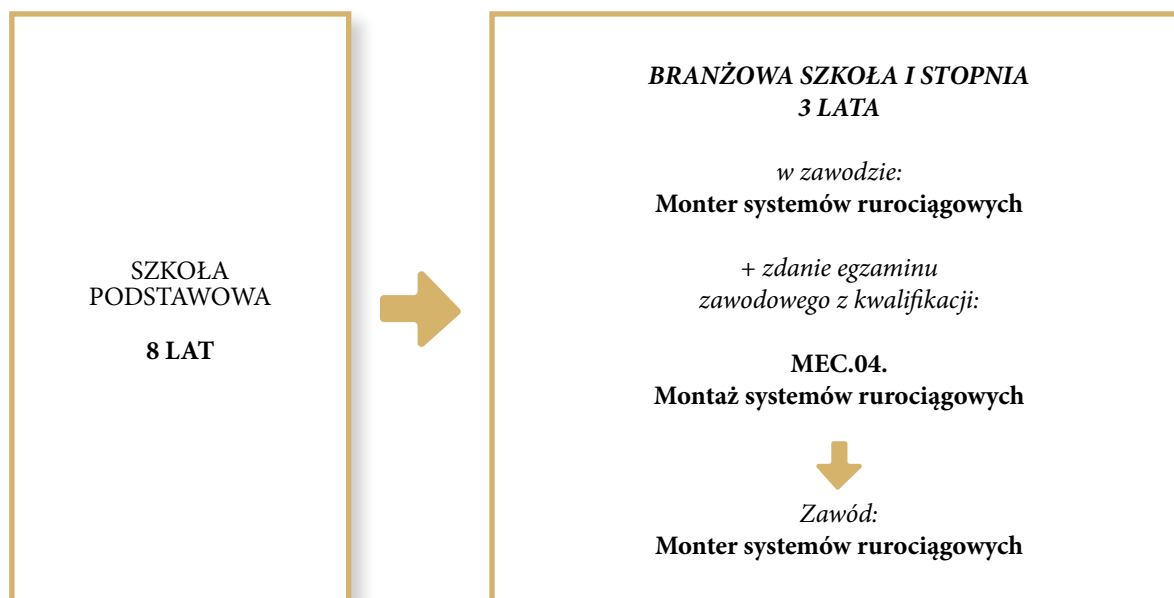 SZKOŁA
PODSTAWOWA
8 LAT
BRANŻOWA SZKOŁA I STOPNIA
3 LATA
w zawodzie:
Monter systemów rurociągowych
+ zdanie egzaminu
zawodowego z kwalifikacji:
MEC.04.
Montaż systemów rurociągowych
Zawód:
Monter systemów rurociągowych